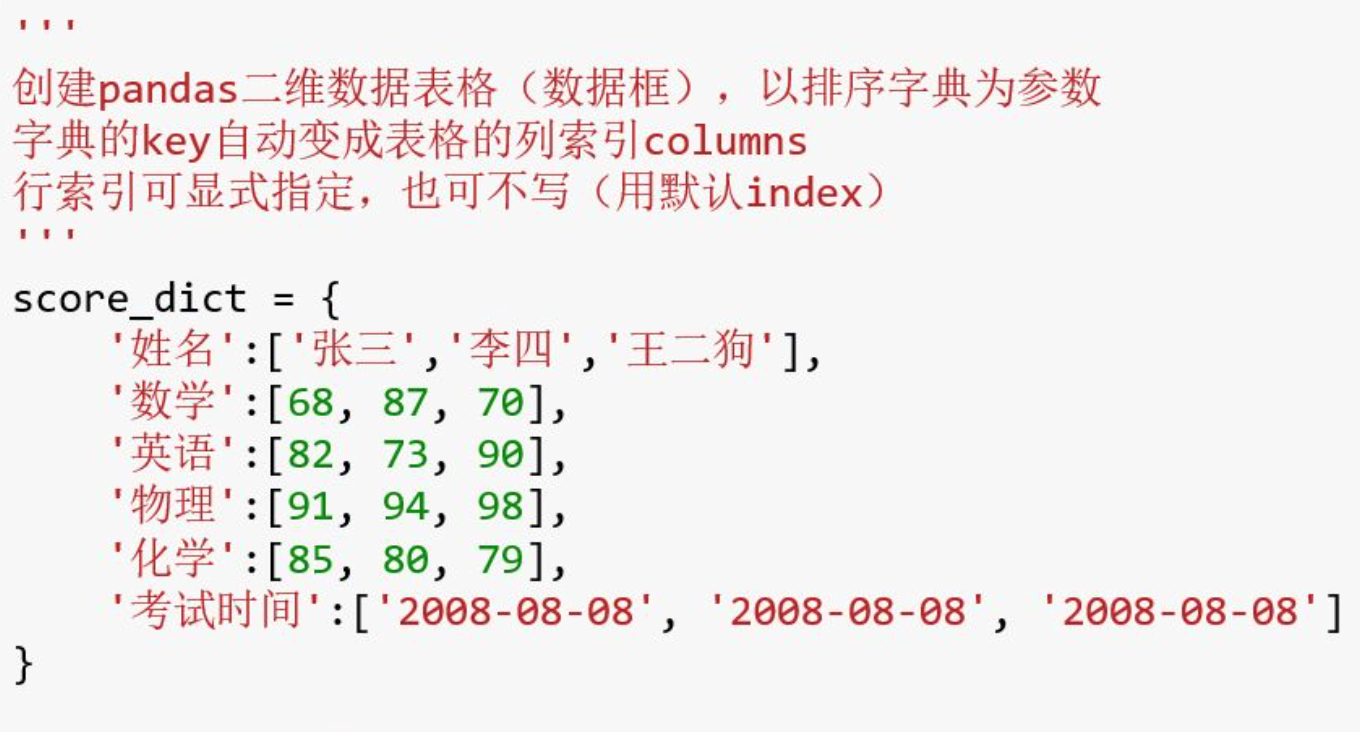 '''
创建pandas二维数据表格（数据框），以排序字典为参数
字典的key自动变成表格的列索引columns
行索引可显式指定，也可不写（用默认index）
'''
score_dict = {
    '姓名':['张三','李四','王二狗'],
    '数学':[68, 87, 70],
    '英语':[82, 73, 90],
    '物理':[91, 94, 98],
    '化学':[85, 80, 79],
    '考试时间':['2008-08-08', '2008-08-08', '2008-08-08']
}